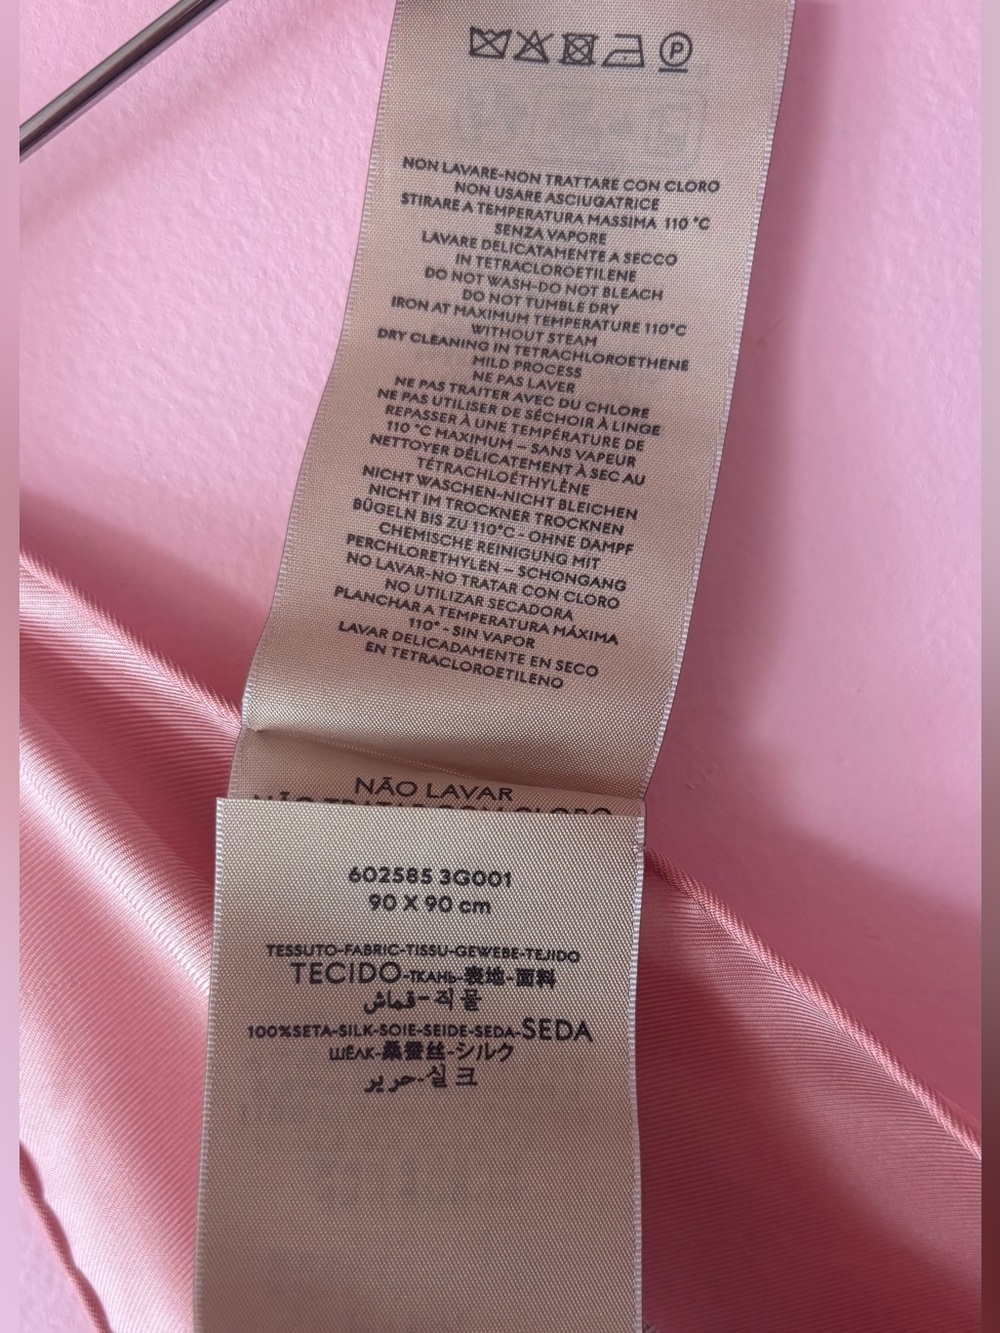 P
NON LAVARE-NON TRATTARE CON CLORO
NON USARE ASCIUGATRICE
STIRARE A TEMPERATURA MASSIMA 110 °C
SENZA VAPORE
LAVARE DELICATAMENTE A SECCO
IN TETRACLOROETILENE
DO NOT WASH-DO NOT BLEACH
DO NOT TUMBLE DRY
IRON AT MAXIMUM TEMPERATURE 110°C
WITHOUT STEAM
DRY CLEANING IN TETRACHLOROETHENE
MILD PROCESS
NE PAS LAVER
NE PAS TRAITER AVEC DU CHLORE
NE PAS UTILISER DE SÉCHOIR À LINGE
REPASSER À UNE TEMPÉRATURE DE
110 °C MAXIMUM – SANS VAPEUR
NETTOYER DÉLICATEMENT À SEC AU
TÉTRACHLOÉTHYLÈNE
NICHT WASCHEN-NICHT BLEICHEN
NICHT IM TROCKNER TROCKNEN
BÜGELN BIS ZU 110°C - OHNE DAMPF
CHEMISCHE REINIGUNG MIT
PERCHLORETHYLEN – SCHONGANG
NO LAVAR-NO TRATAR CON CLORO
NO UTILIZAR SECADORA
PLANCHAR A TEMPERATURA MÁXIMA
110° - SIN VAPOR
LAVAR DELICADAMENTE EN SECO
EN TETRACLOROETILENO
NÃO LAVAR
NÃO TRATAR COM CLORO
602585 3G001
90 X 90 cm
TESSUTO-FABRIC-TISSU-GEWEBE-TEJIDO
TECIDO-ТКАНЬ-表地-面料
قماش-직물
100%SETA-SILK-SOIE-SEIDE-SEDA-SEDA
ШЁЛК-桑蚕丝-シルク
حرير-실크